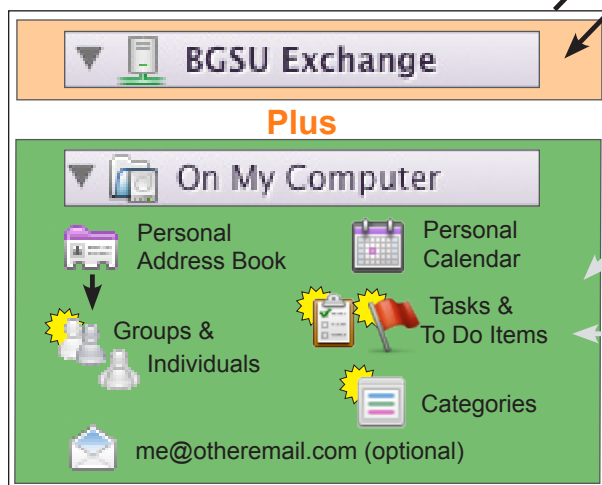 BGSU Exchange
Plus
On My Computer
Personal
Address Book
Personal
Calendar
Groups &
Individuals
Tasks &
To Do Items
Categories
me@otheremail.com (optional)